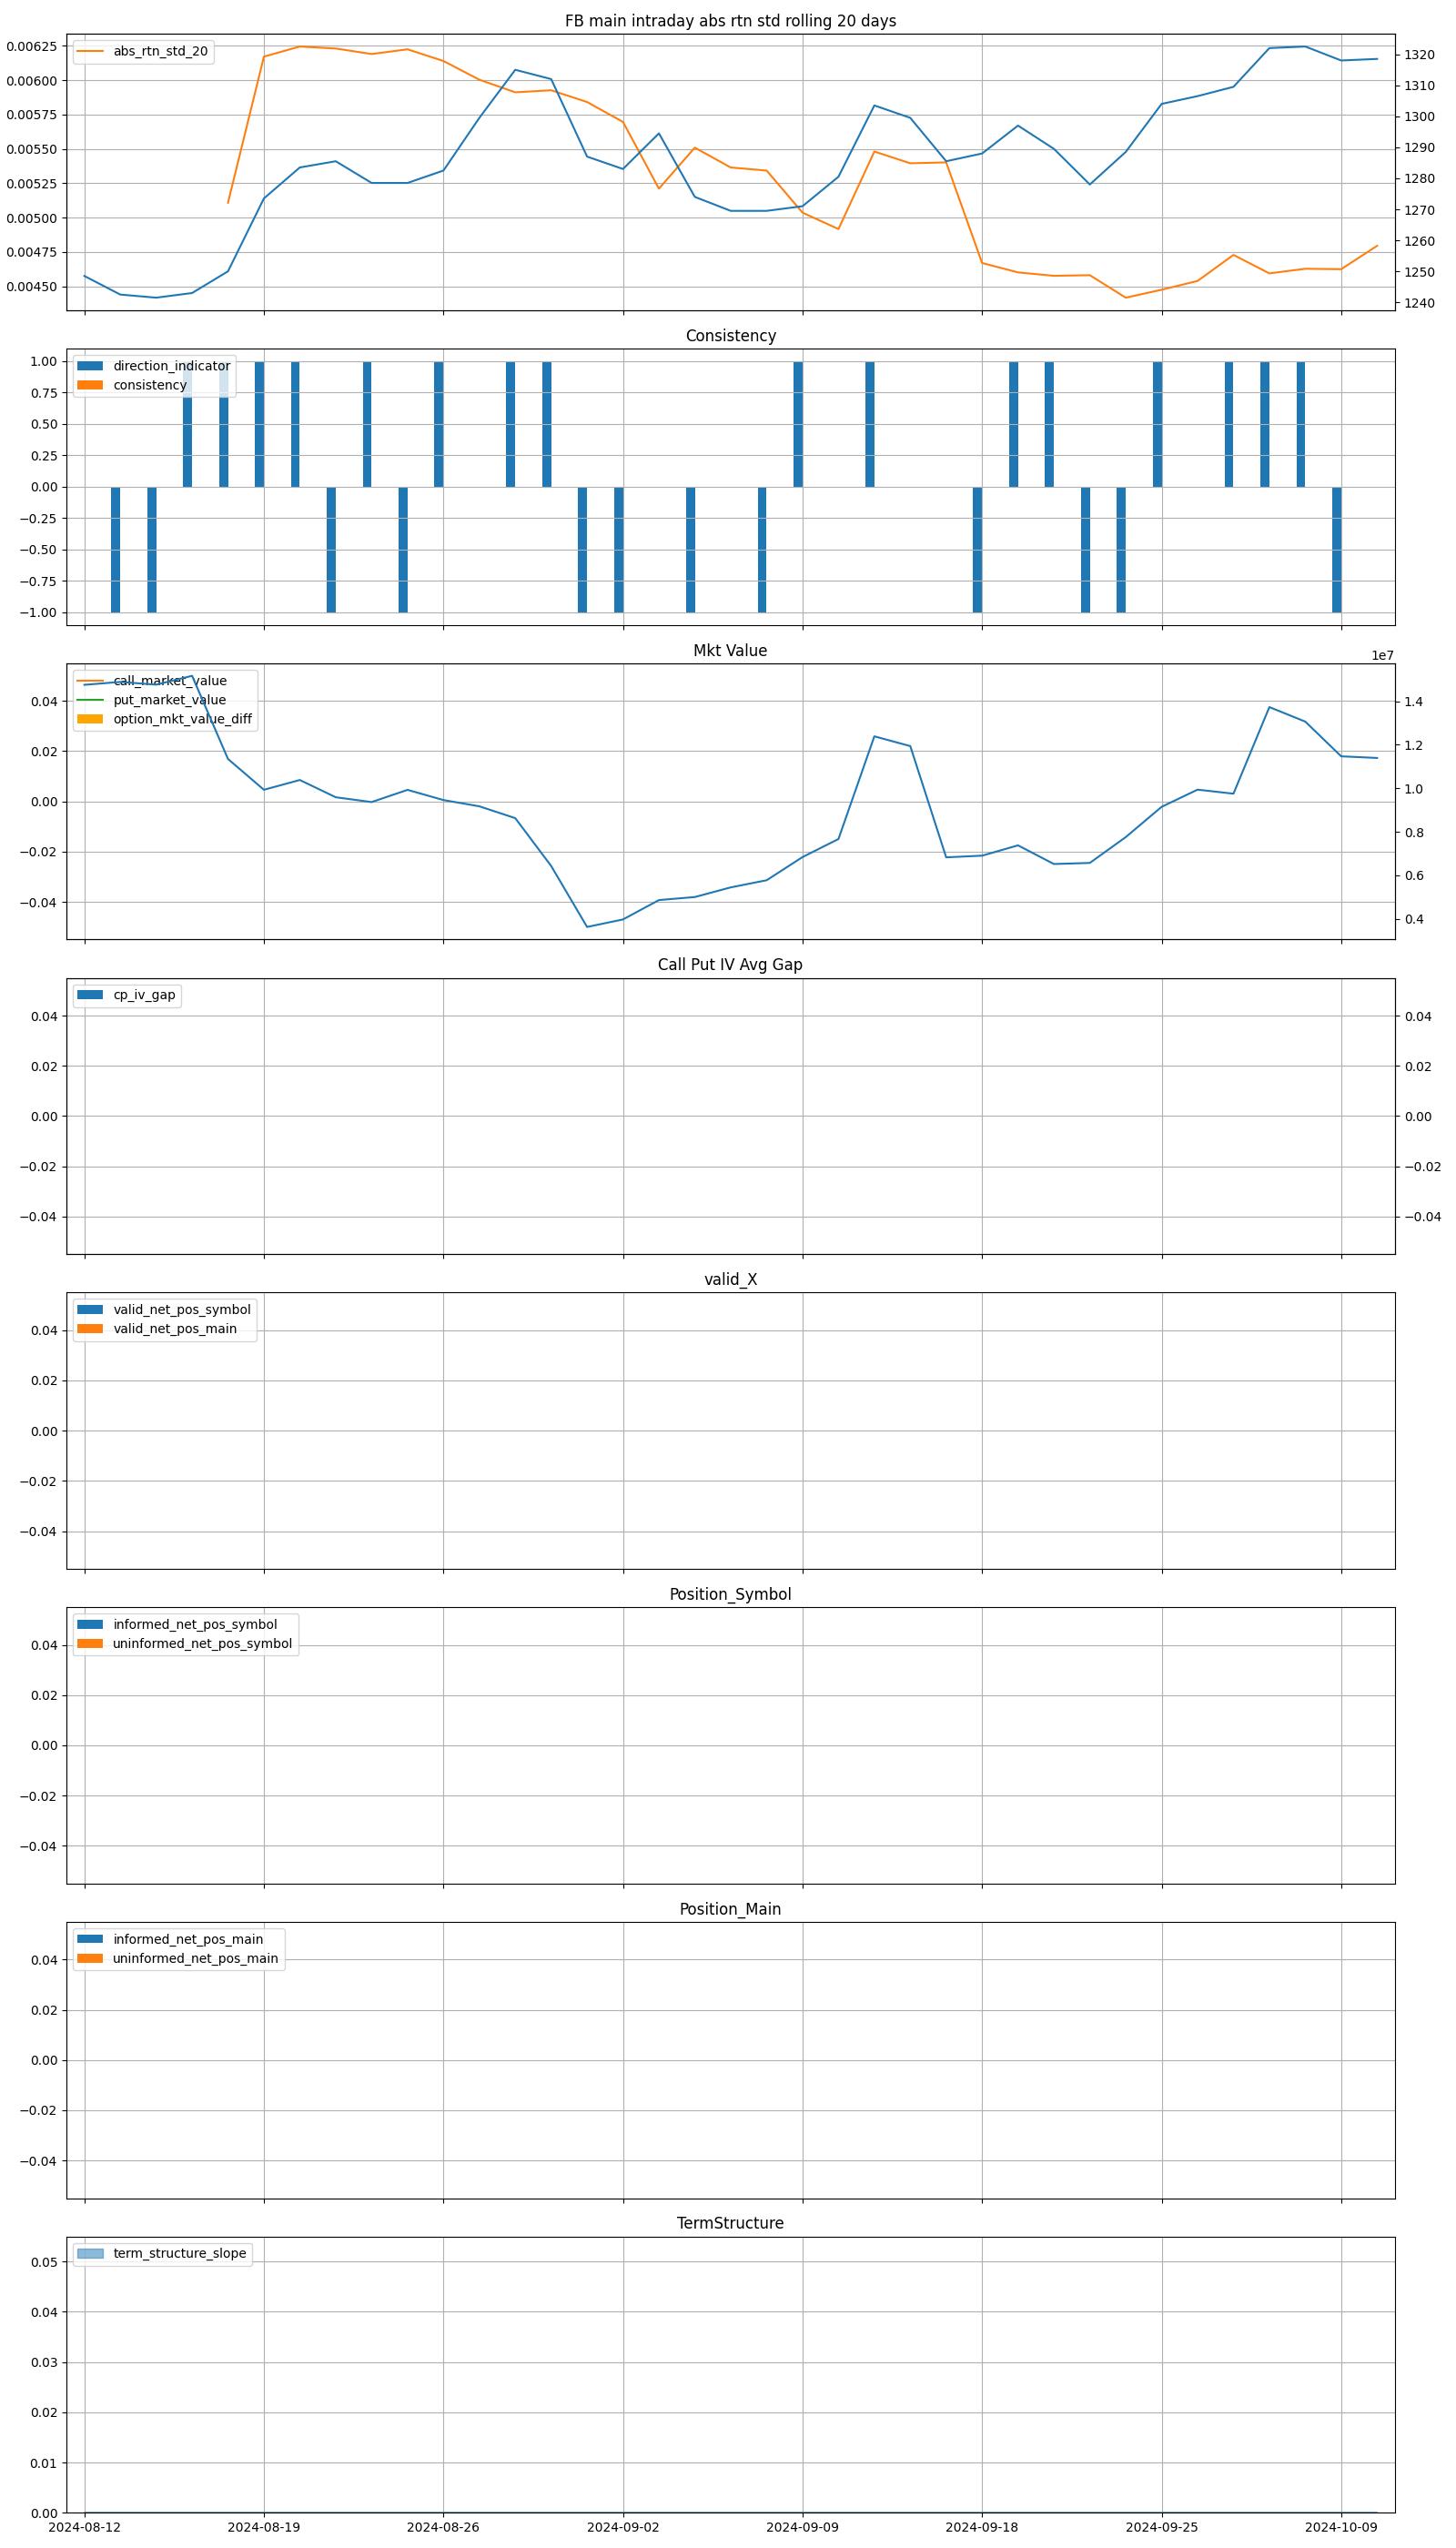 FB main intraday abs rtn std rolling 20 days
abs_rtn_std_20
0.00625
0.00600
0.00575
0.00550
0.00525
0.00500
0.00475
0.00450
1320
1310
1300
1290
1280
1270
1260
1250
1240
Consistency
direction_indicator
consistency
1.00
0.75
0.50
0.25
0.00
−0.25
−0.50
−0.75
−1.00
Mkt Value
1e7
call_market_value
put_market_value
option_mkt_value_diff
0.04
0.02
0.00
−0.02
−0.04
1.4
1.2
1.0
0.8
0.6
0.4
Call Put IV Avg Gap
cp_iv_gap
0.04
0.02
0.00
−0.02
−0.04
0.04
0.02
0.00
−0.02
−0.04
valid_X
valid_net_pos_symbol
valid_net_pos_main
0.04
0.02
0.00
−0.02
−0.04
Position_Symbol
informed_net_pos_symbol
uninformed_net_pos_symbol
0.04
0.02
0.00
−0.02
−0.04
Position_Main
informed_net_pos_main
uninformed_net_pos_main
0.04
0.02
0.00
−0.02
−0.04
TermStructure
term_structure_slope
0.05
0.04
0.03
0.02
0.01
0.00
2024-08-12 2024-08-19 2024-08-26 2024-09-02 2024-09-09 2024-09-18 2024-09-25 2024-10-09